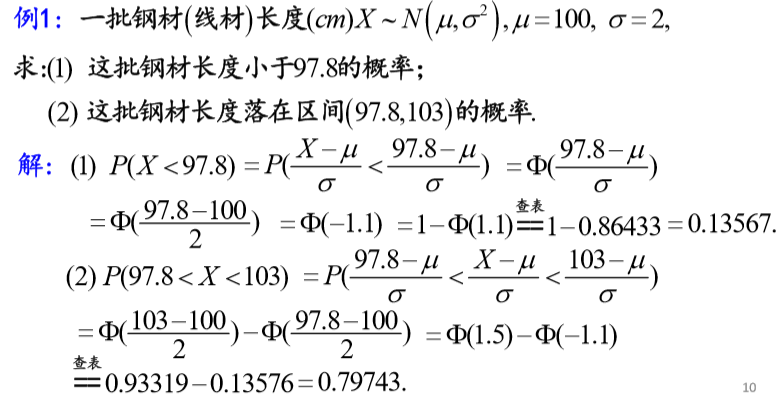 例1：一批钢材(线材)长度(cm)X ~ N(μ,σ²),μ=100, σ=2,
求:(1) 这批钢材长度小于97.8的概率；
(2) 这批钢材长度落在区间(97.8,103)的概率.
解：(1) P(X<97.8) = P((X−μ)/σ < (97.8−μ)/σ) = Φ((97.8−μ)/σ)
=Φ((97.8−100)/2) =Φ(−1.1) =1−Φ(1.1) 查表 == 1−0.86433 = 0.13567.
(2) P(97.8<X<103) = P((97.8−μ)/σ < (X−μ)/σ < (103−μ)/σ)
=Φ((103−100)/2)−Φ((97.8−100)/2) =Φ(1.5)−Φ(−1.1)
查表 == 0.93319−0.13576=0.79743.
10